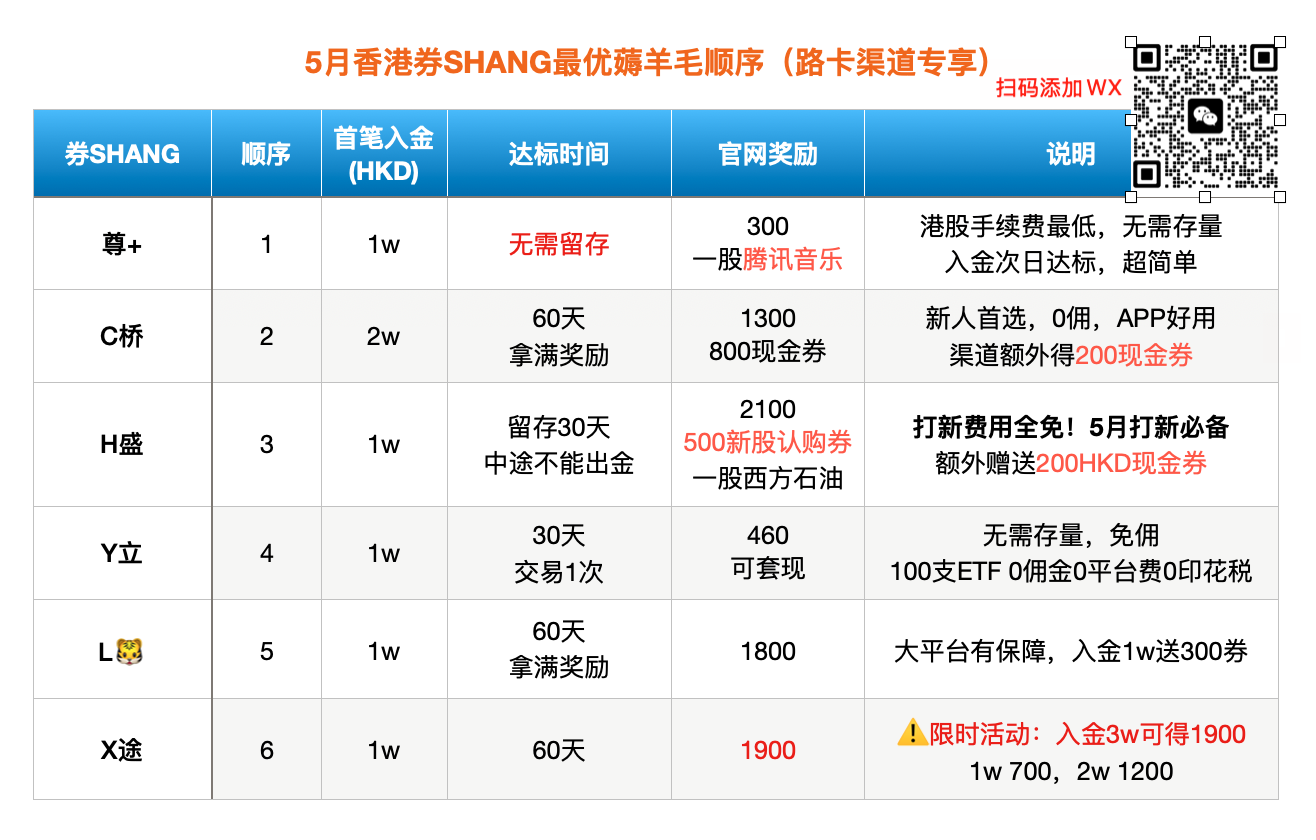 5月香港券SHANG最优薅羊毛顺序（路卡渠道专享）
扫码添加WX
券SHANG
顺序
首笔入金
(HKD)
达标时间
官网奖励
说明
尊+
1
1w
无需留存
300
一股腾讯音乐
港股手续费最低，无需存量
入金次日达标，超简单
C桥
2
2w
60天
拿满奖励
1300
800现金券
新人首选，0佣，APP好用
渠道额外得200现金券
H盛
3
1w
留存30天
中途不能出金
2100
500新股认购券
一股西方石油
打新费用全免！5月打新必备
额外赠送200HKD现金券
Y立
4
1w
30天
交易1次
460
可套现
无需存量，免佣
100支ETF 0佣金0平台费0印花税
L🐯
5
1w
60天
拿满奖励
1800
大平台有保障，入金1w送300券
X途
6
1w
60天
1900
⚠️限时活动：入金3w可得1900
1w 700，2w 1200